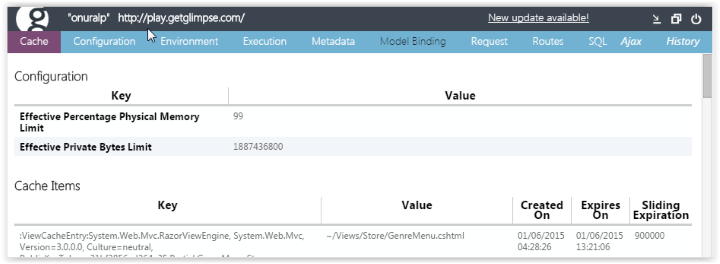 "onuralp" http://play.getglimpse.com/ New update available!
Cache Configuration Environment Execution Metadata Model Binding Request Routes SQL Ajax History
Configuration
Key Value
Effective Percentage Physical Memory Limit 99
Effective Private Bytes Limit 1887436800
Cache Items
Key Value Created On Expires On Sliding Expiration
:ViewCacheEntry:System.Web.Mvc.RazorViewEngine, System.Web.Mvc, ~/Views/Store/GenreMenu.cshtml 01/06/2015 01/06/2015 900000
Version=3.0.0.0, Culture=neutral, 04:28:26 13:21:06